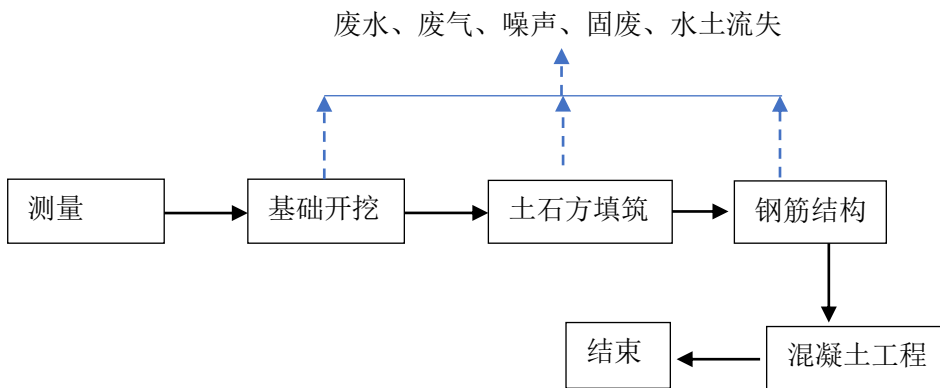 废水、废气、噪声、固废、水土流失
测量
基础开挖
土石方填筑
钢筋结构
混凝土工程
结束